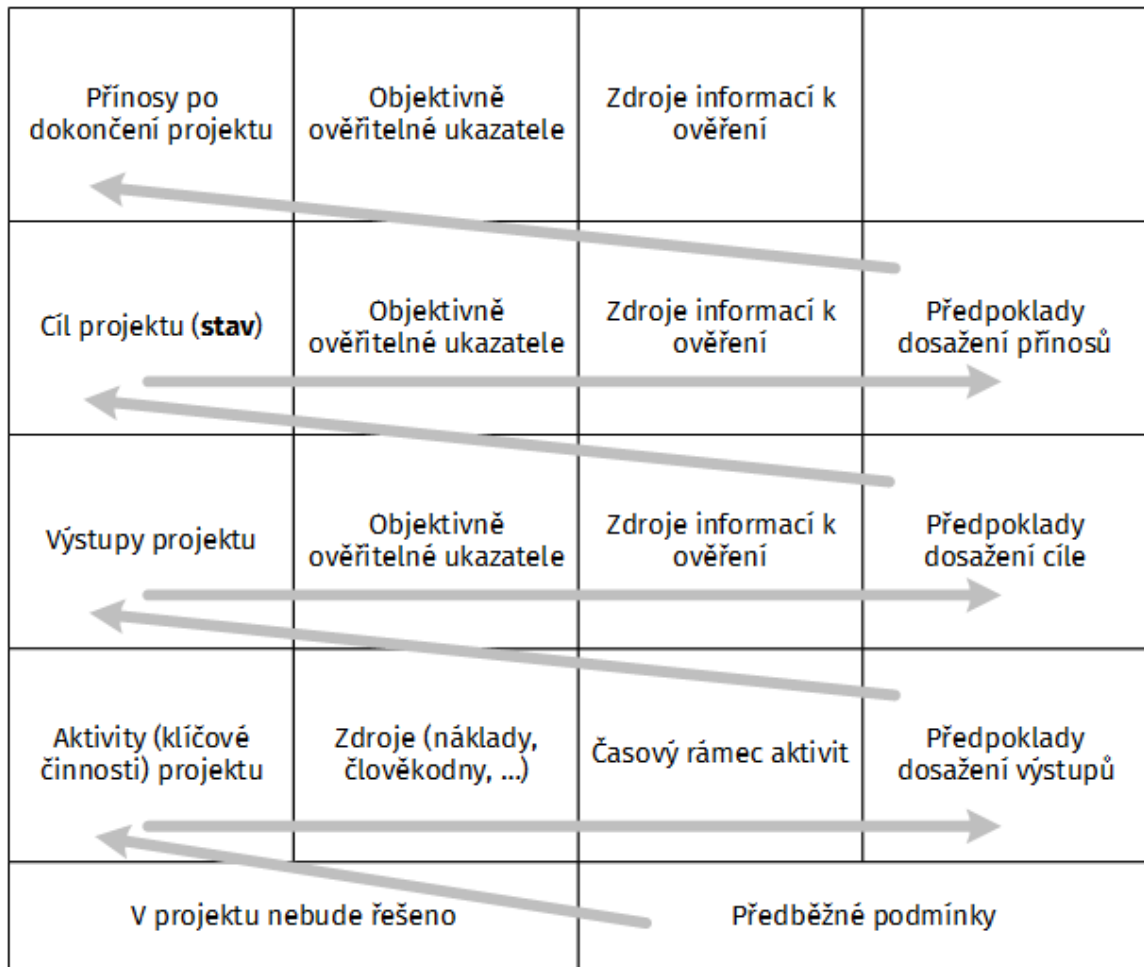 Přínosy po
dokončení projektu
Objektivně
ověřitelné ukazatele
Zdroje informací k
ověření
Cíl projektu (stav)
Objektivně
ověřitelné ukazatele
Zdroje informací k
ověření
Předpoklady
dosažení přínosů
Výstupy projektu
Objektivně
ověřitelné ukazatele
Zdroje informací k
ověření
Předpoklady
dosažení cíle
Aktivity (klíčové
činnosti) projektu
Zdroje (náklady,
člověkodny, ...)
Časový rámec aktivit
Předpoklady
dosažení výstupů
V projektu nebude řešeno
Předběžné podmínky